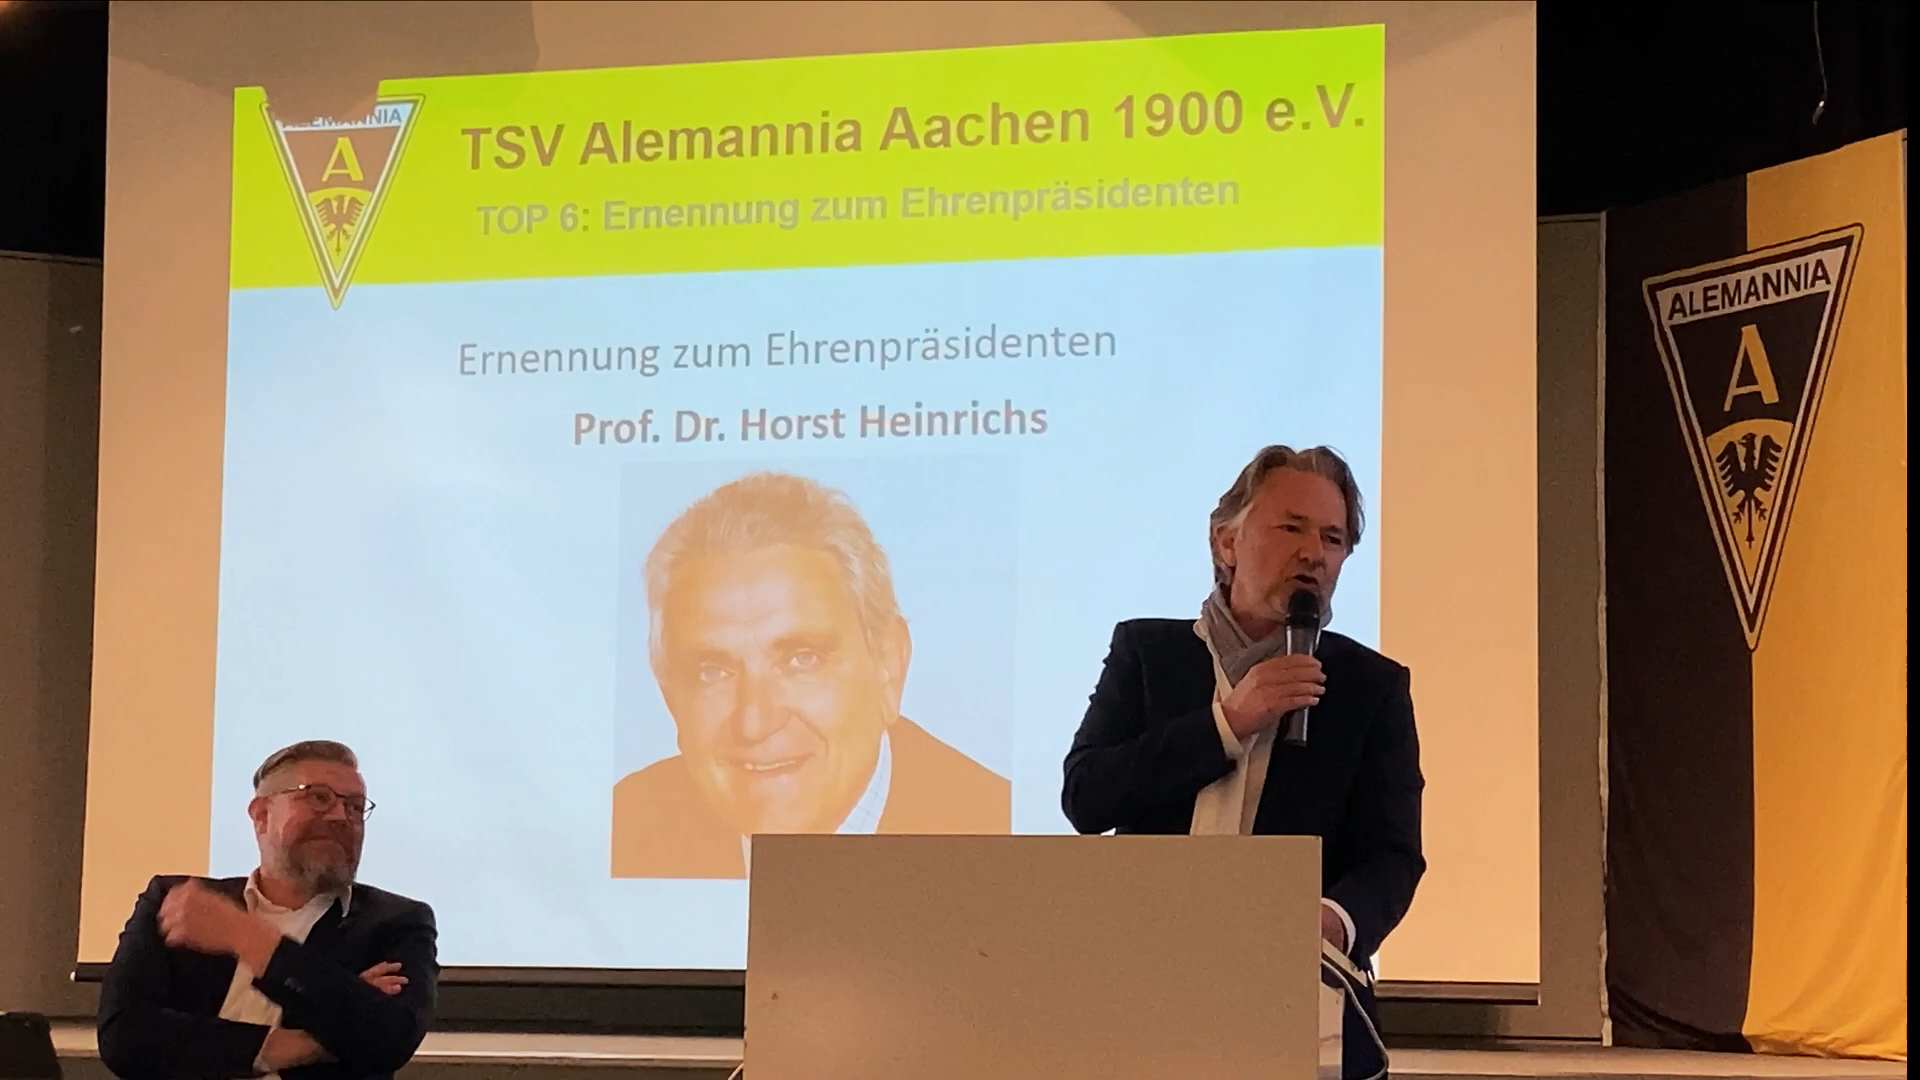 ALEMANNIA
A
TSV Alemannia Aachen 1900 e.V.
TOP 6: Ernennung zum Ehrenpräsidenten
Ernennung zum Ehrenpräsidenten
Prof. Dr. Horst Heinrichs
ALEMANNIA
A